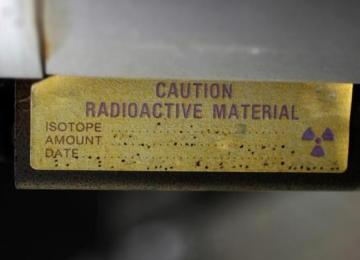 CAUTION
RADIOACTIVE MATERIAL
ISOTOPE
AMOUNT
DATE